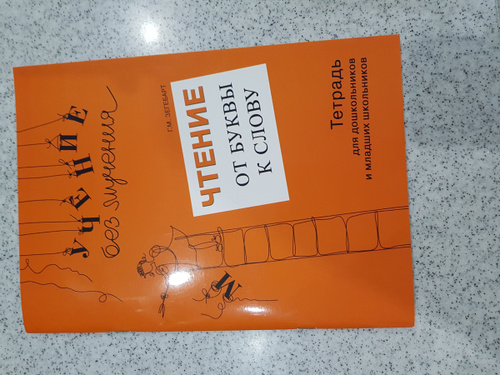 УЧЕНИЕ
без мучения
Г.М. ЗЕГЕБАРТ
ЧТЕНИЕ
ОТ БУКВЫ
К СЛОВУ
Тетрадь
для дошкольников
и младших школьников
М